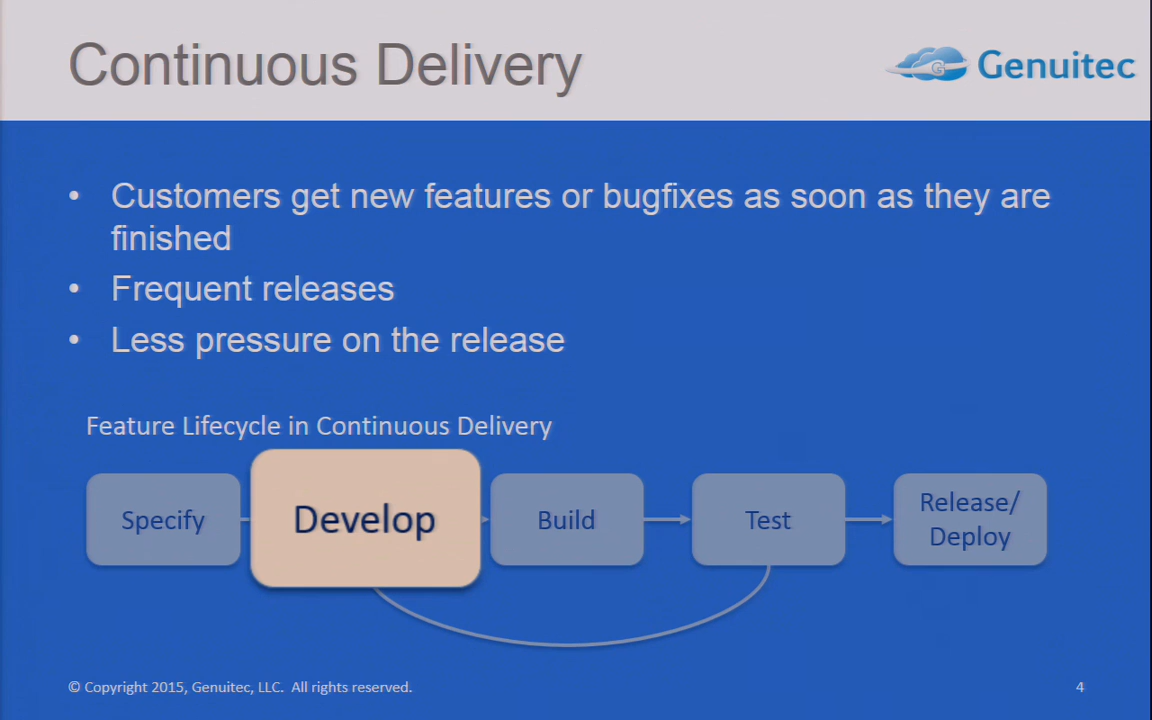 Continuous Delivery
Genuitec
• Customers get new features or bugfixes as soon as they are
finished
• Frequent releases
• Less pressure on the release
Feature Lifecycle in Continuous Delivery
Specify
Develop
Build
Test
Release/
Deploy
© Copyright 2015, Genuitec, LLC. All rights reserved.
4